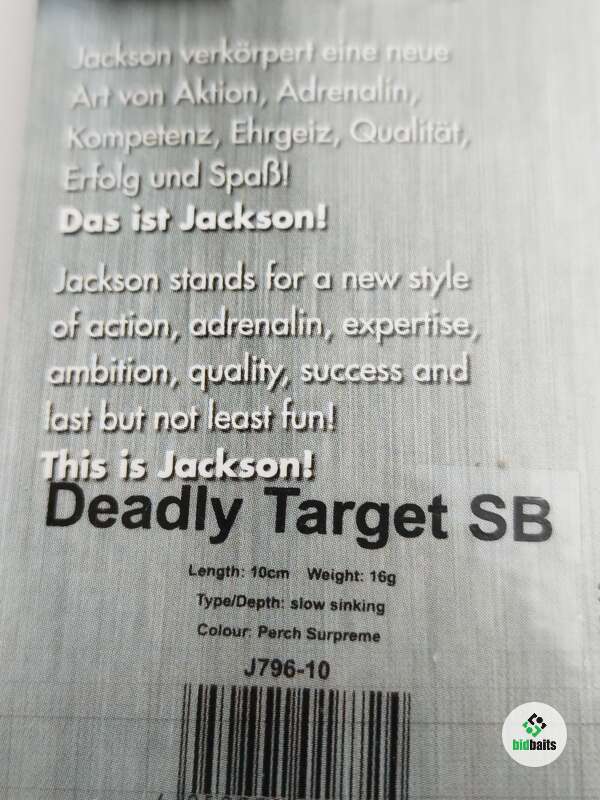 Jackson verkörpert eine neue
Art von Aktion, Adrenalin,
Kompetenz, Ehrgeiz, Qualität,
Erfolg und Spaß!
Das ist Jackson!
Jackson stands for a new style
of action, adrenalin, expertise,
ambition, quality, success and
last but not least fun!
This is Jackson!
Deadly Target SB
Length: 10cm Weight: 16g
Type/Depth: slow sinking
Colour: Perch Surpreme
J796-10
bidbaits